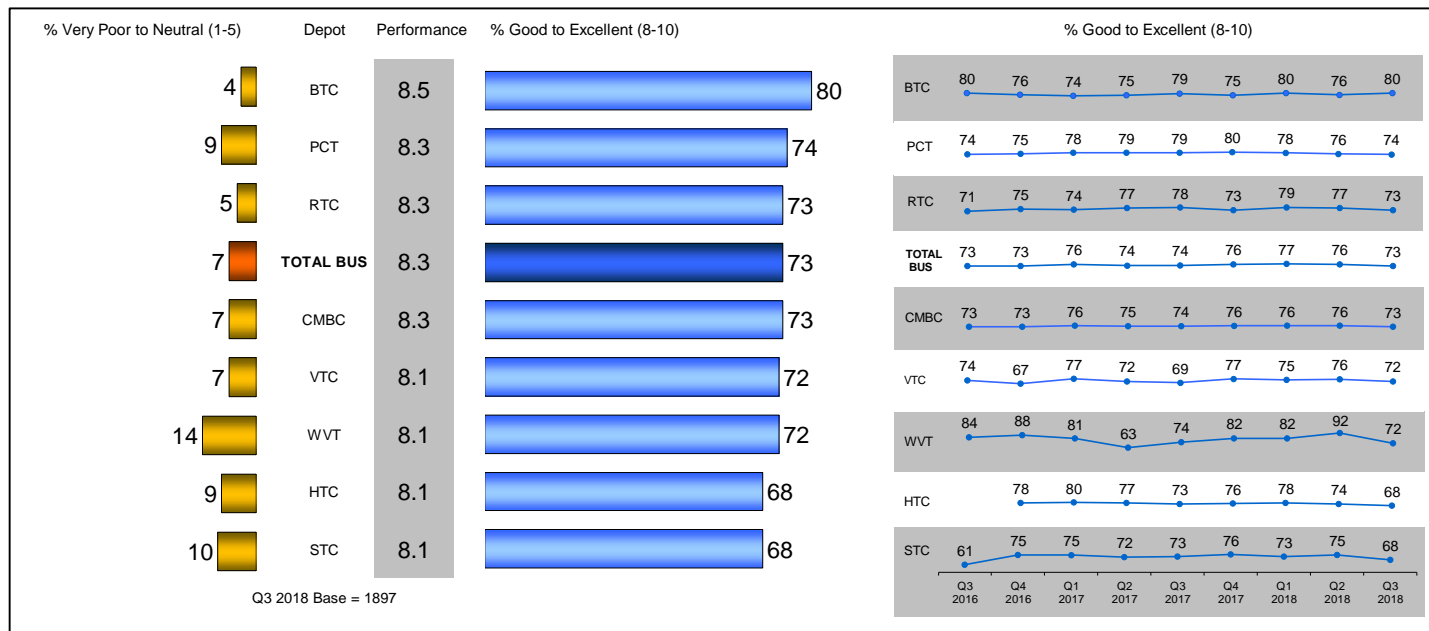 % Very Poor to Neutral (1-5) Depot Performance % Good to Excellent (8-10) % Good to Excellent (8-10)
4 BTC 8.5 80
9 PCT 8.3 74
5 RTC 8.3 73
7 TOTAL BUS 8.3 73
7 CMBC 8.3 73
7 VTC 8.1 72
14 WVT 8.1 72
9 HTC 8.1 68
10 STC 8.1 68
Q3 2018 Base = 1897
BTC 80 76 74 75 79 75 80 76 80
PCT 74 75 78 79 79 80 78 76 74
RTC 71 75 74 77 78 73 79 77 73
TOTAL
BUS
73 73 76 74 74 76 77 76 73
CMBC 73 73 76 75 74 76 76 76 73
VTC 74 67 77 72 69 77 75 76 72
WVT 84 88 81 63 74 82 82 92 72
HTC 78 80 77 73 76 78 74 68
STC 61 75 75 72 73 76 73 75 68
Q3 Q4 Q1 Q2 Q3 Q4 Q1 Q2 Q3
2016 2016 2017 2017 2017 2017 2018 2018 2018